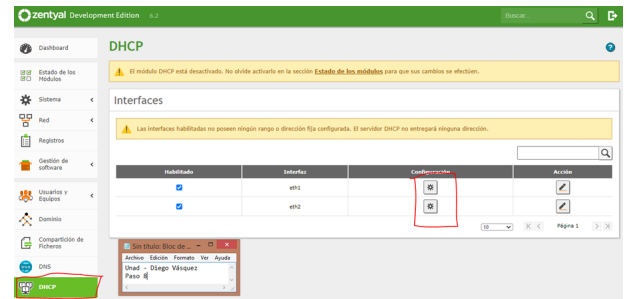 zentyal Development Edition 6.2
Buscar...
Dashboard
Estado de los
Módulos
Sistema
Red
Registros
Gestión de
software
Usuarios y
Equipos
Dominio
Compartición de
Ficheros
DNS
DHCP
DHCP
El módulo DHCP está desactivado. No olvide activarlo en la sección Estado de los módulos para que sus cambios se efectúen.
Interfaces
Las interfaces habilitadas no poseen ningún rango o dirección fija configurada. El servidor DHCP no entregará ninguna dirección.
Habilitado Interfaz Configuración Acción
eth1
eth2
10 Página 1
Sin título: Bloc de ...
Archivo Edición Formato Ver Ayuda
Unad - Diego Vásquez
Paso 8